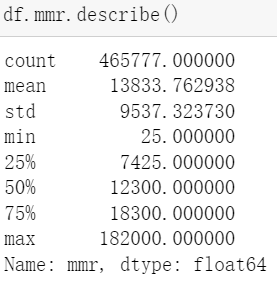 df.mmr.describe()
count 465777.000000
mean 13833.762938
std 9537.323730
min 25.000000
25% 7425.000000
50% 12300.000000
75% 18300.000000
max 182000.000000
Name: mmr, dtype: float64